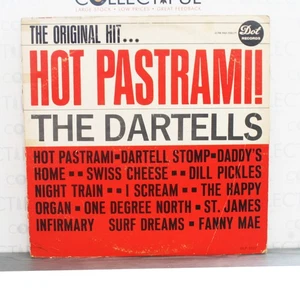 COLLECTIFUL
THE ORIGINAL HIT...
Dot
RECORDS
HOT PASTRAMI!
THE DARTELLS
HOT PASTRAMI▪DARTELL STOMP▪DADDY'S
HOME▪▪SWISS CHEESE▪▪DILL PICKLES
NIGHT TRAIN▪▪I SCREAM▪▪THE HAPPY
ORGAN▪ONE DEGREE NORTH▪ST. JAMES
INFIRMARY SURF DREAMS▪FANNY MAE